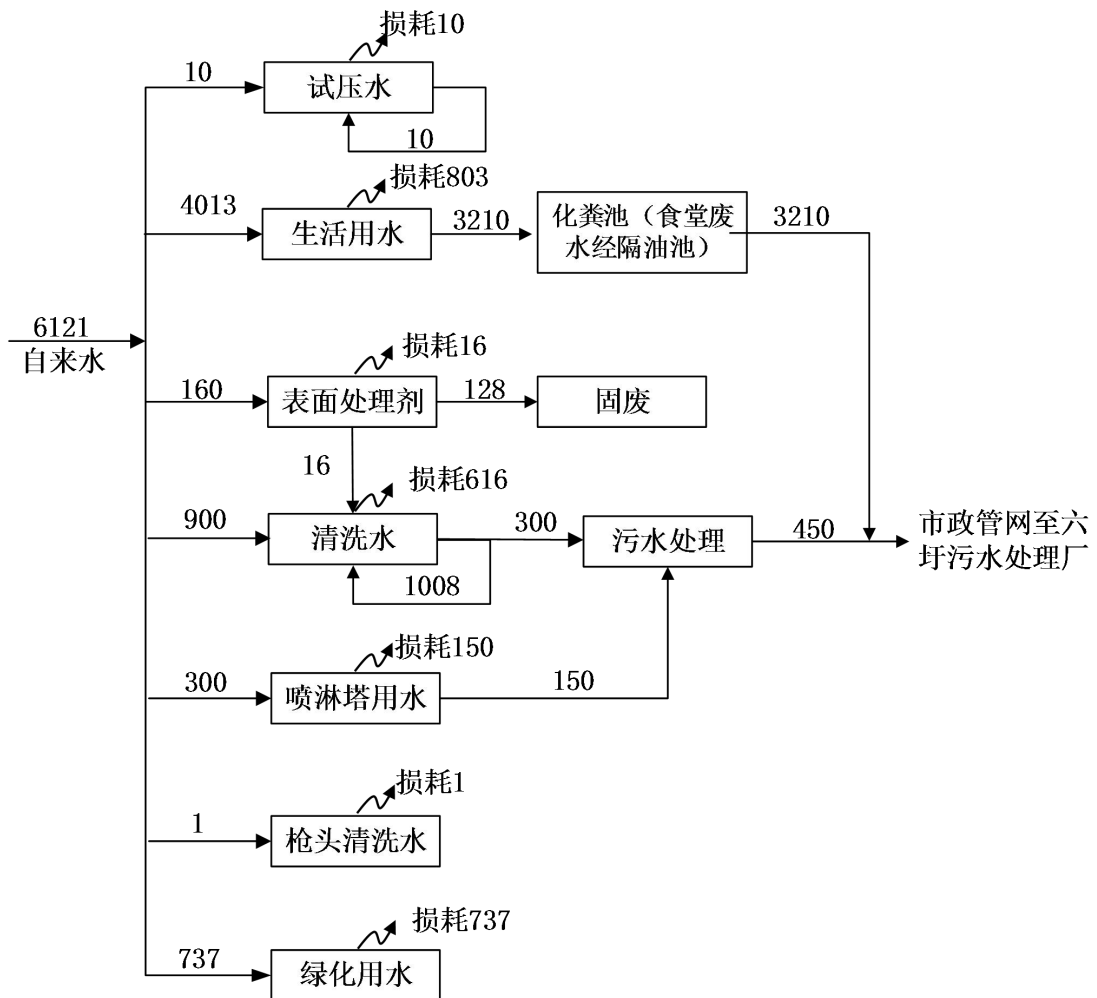 损耗10
10
试压水
10
损耗803
4013
生活用水
3210
化粪池（食堂废
水经隔油池）
3210
6121
自来水
损耗16
160
表面处理剂
128
固废
16
损耗616
900
清洗水
300
污水处理
450
市政管网至六
圩污水处理厂
1008
损耗150
300
喷淋塔用水
150
损耗1
1
枪头清洗水
损耗737
737
绿化用水